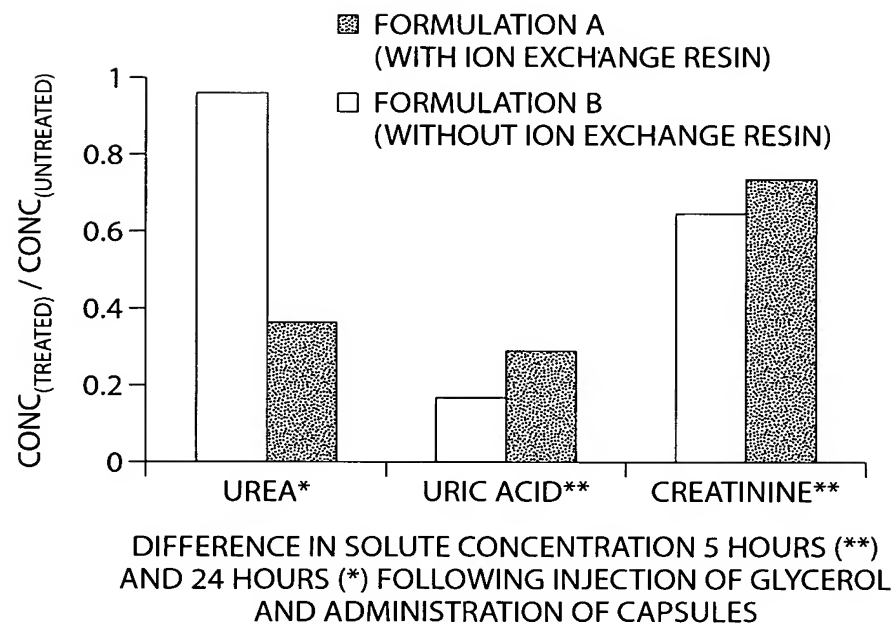 FORMULATION A
(WITH ION EXCHANGE RESIN)
FORMULATION B
(WITHOUT ION EXCHANGE RESIN)
CONC(TREATED) / CONC(UNTREATED)
1
0.8
0.6
0.4
0.2
0
UREA*
URIC ACID**
CREATININE**
DIFFERENCE IN SOLUTE CONCENTRATION 5 HOURS (**)
AND 24 HOURS (*) FOLLOWING INJECTION OF GLYCEROL
AND ADMINISTRATION OF CAPSULES